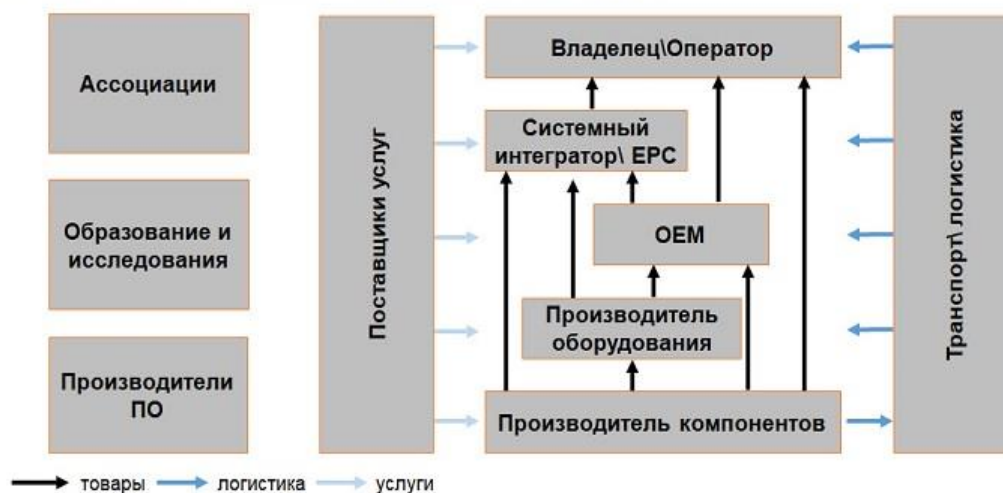 Ассоциации
Образование и
исследования
Производители
ПО
Поставщики услуг
Владелец\Оператор
Системный
интегратор\ EPC
OEM
Производитель
оборудования
Производитель компонентов
Транспорт\ логистика
товары
логистика
услуги